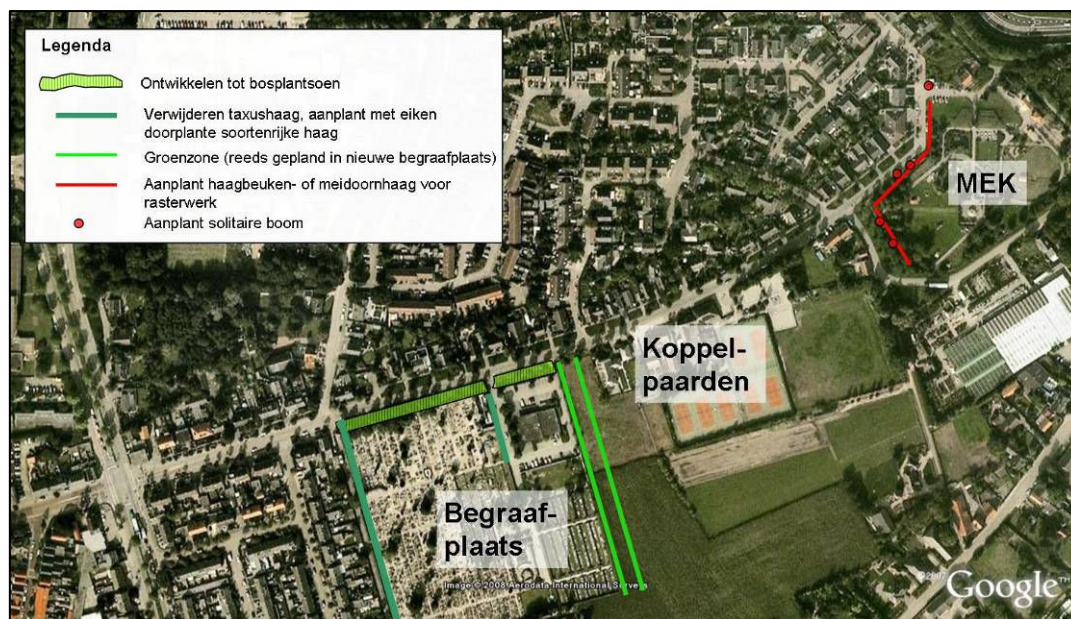 Legenda
Ontwikkelen tot bosplantsoen
Verwijderen taxushaag, aanplant met eiken
doorplante soortenrijke haag
Groenzone (reeds gepland in nieuwe begraafplaats)
Aanplant haagbeuken- of meidoornhaag voor
rasterwerk
Aanplant solitaire boom
MEK
Koppel-
paarden
Begraaf-
plaats
Image © 2008 Aerodata International Surveys
Google™